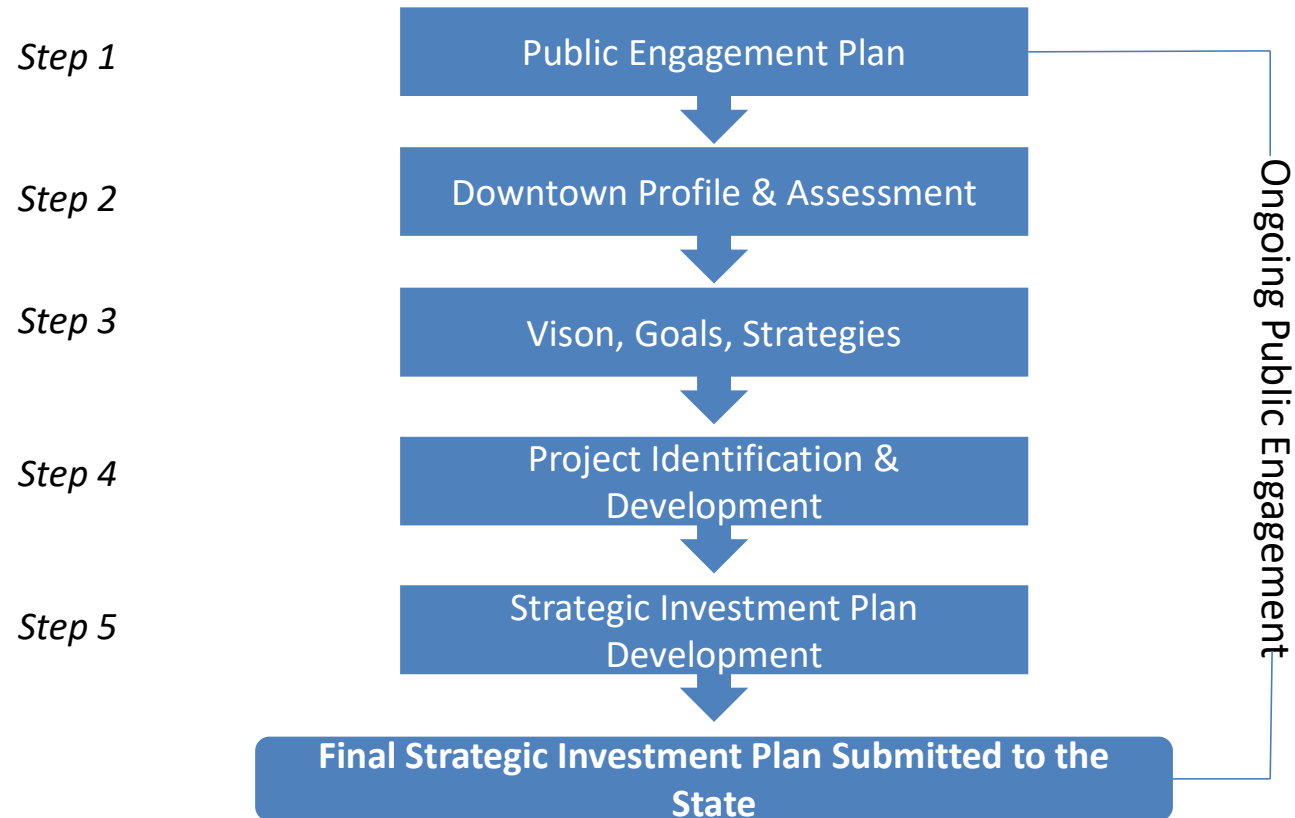 Step 1
Public Engagement Plan
Step 2
Downtown Profile & Assessment
Step 3
Vison, Goals, Strategies
Step 4
Project Identification &
Development
Step 5
Strategic Investment Plan
Development
Final Strategic Investment Plan Submitted to the
State
Ongoing Public Engagement